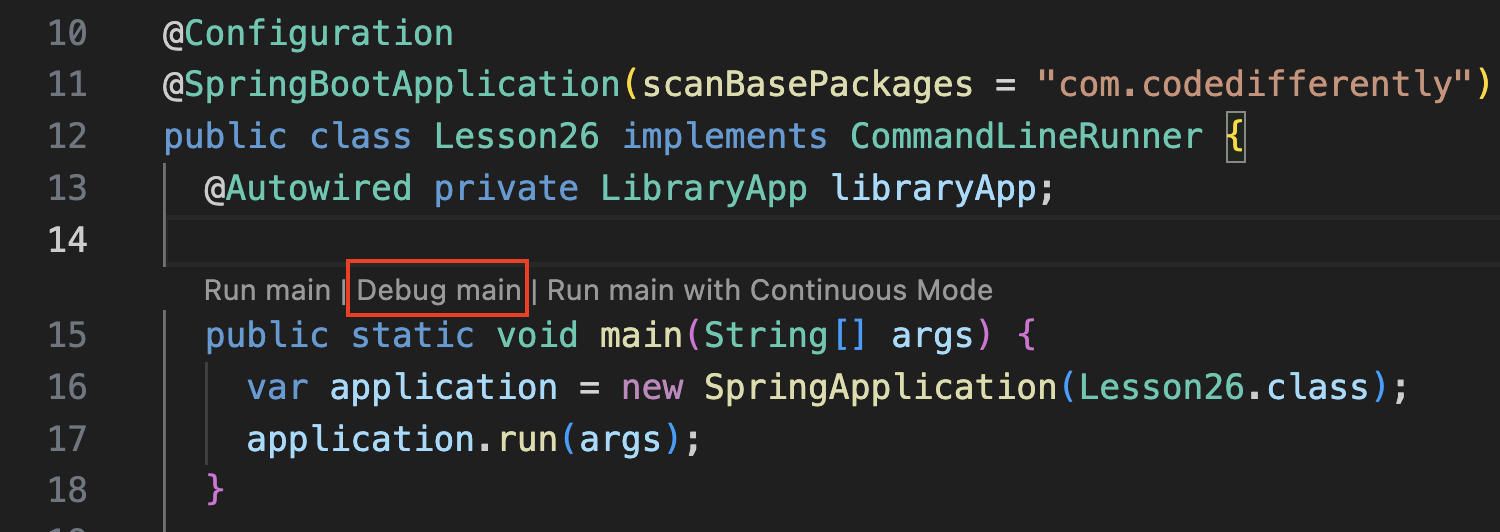 10 @Configuration
11 @SpringBootApplication(scanBasePackages = "com.codedifferently")
12 public class Lesson26 implements CommandLineRunner {
13 @Autowired private LibraryApp libraryApp;
14
Run main | Debug main | Run main with Continuous Mode
15 public static void main(String[] args) {
16 var application = new SpringApplication(Lesson26.class);
17 application.run(args);
18 }